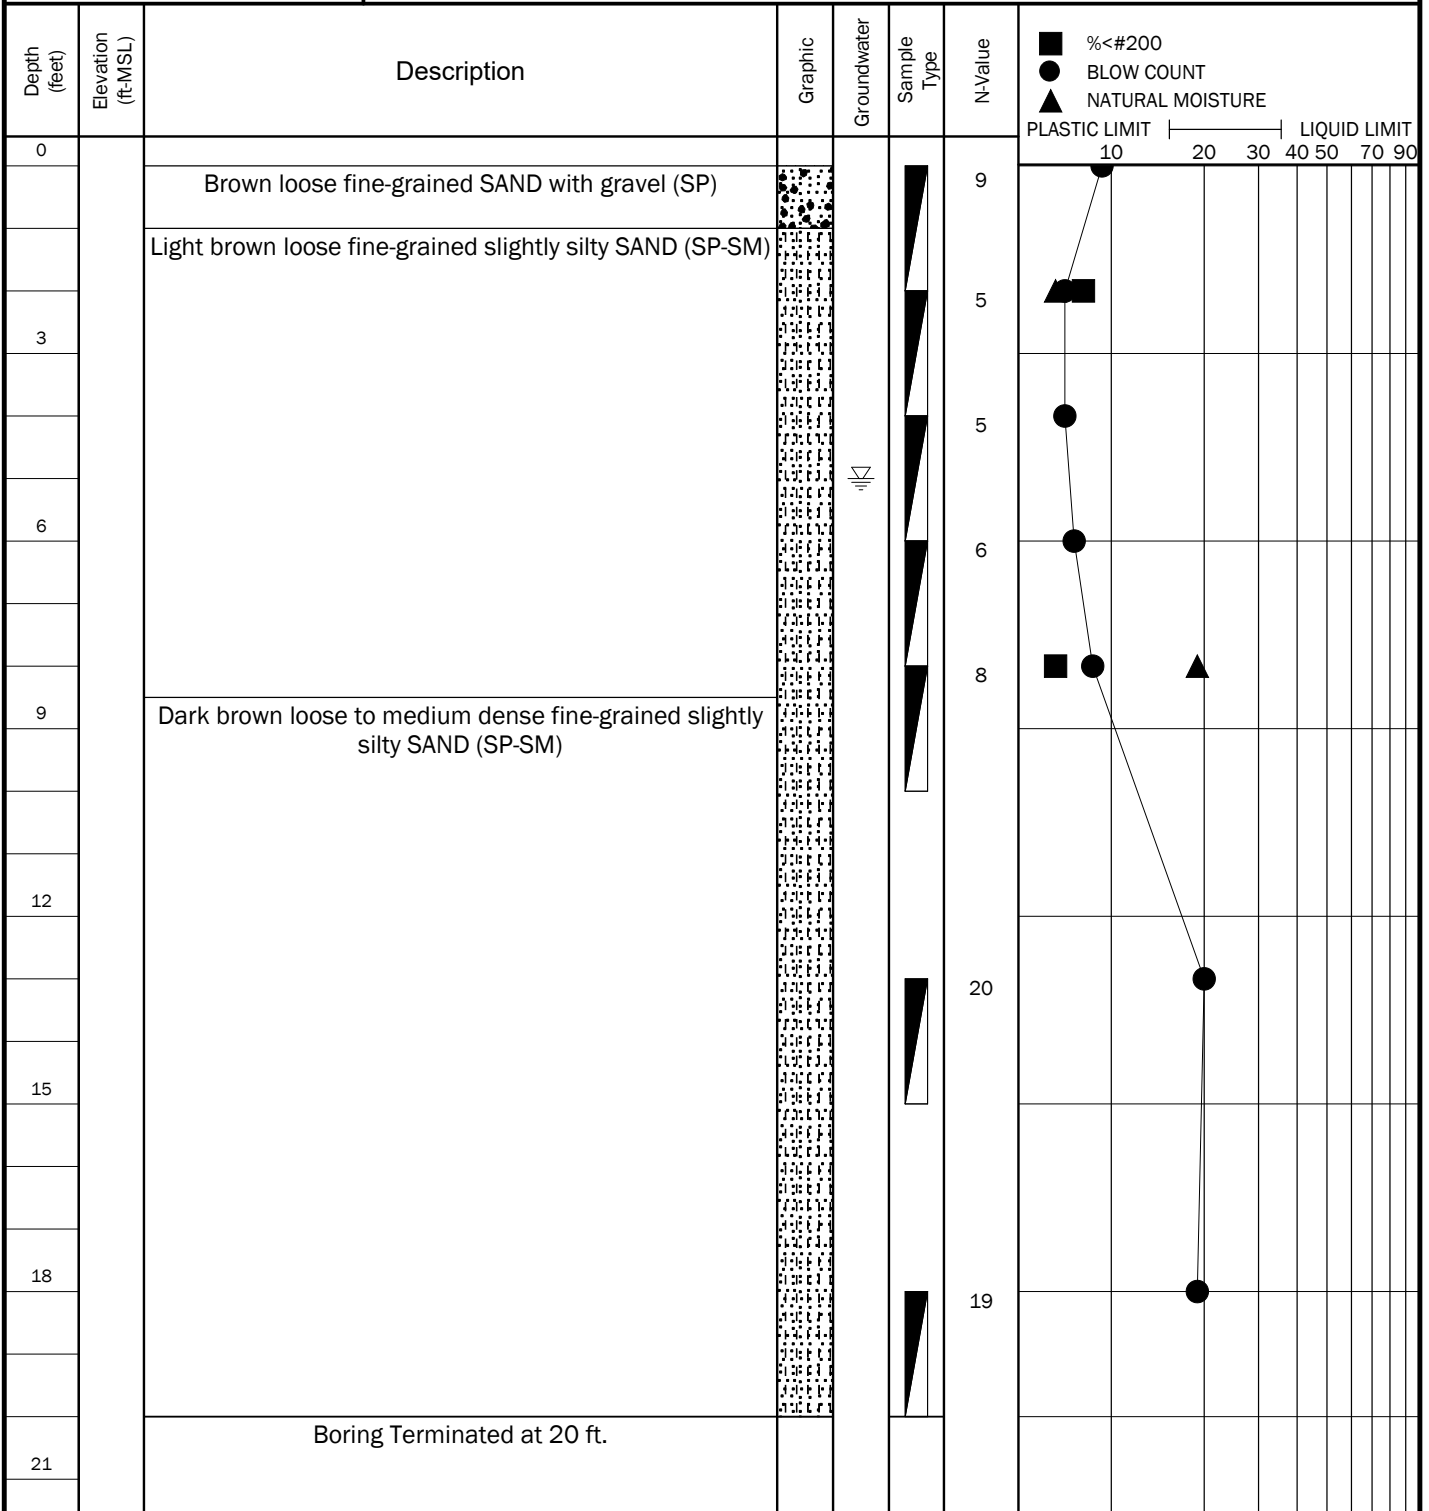 Depth
(feet)
Elevation
(ft-MSL)
Description
Graphic
Groundwater
Sample
Type
N-Value
%<#200
BLOW COUNT
NATURAL MOISTURE
PLASTIC LIMIT LIQUID LIMIT
10 20 30 40 50 70 90
0
Brown loose fine-grained SAND with gravel (SP)
9
Light brown loose fine-grained slightly silty SAND (SP-SM)
5
3
5
6
6
8
9
Dark brown loose to medium dense fine-grained slightly
silty SAND (SP-SM)
12
20
15
18
19
Boring Terminated at 20 ft.
21